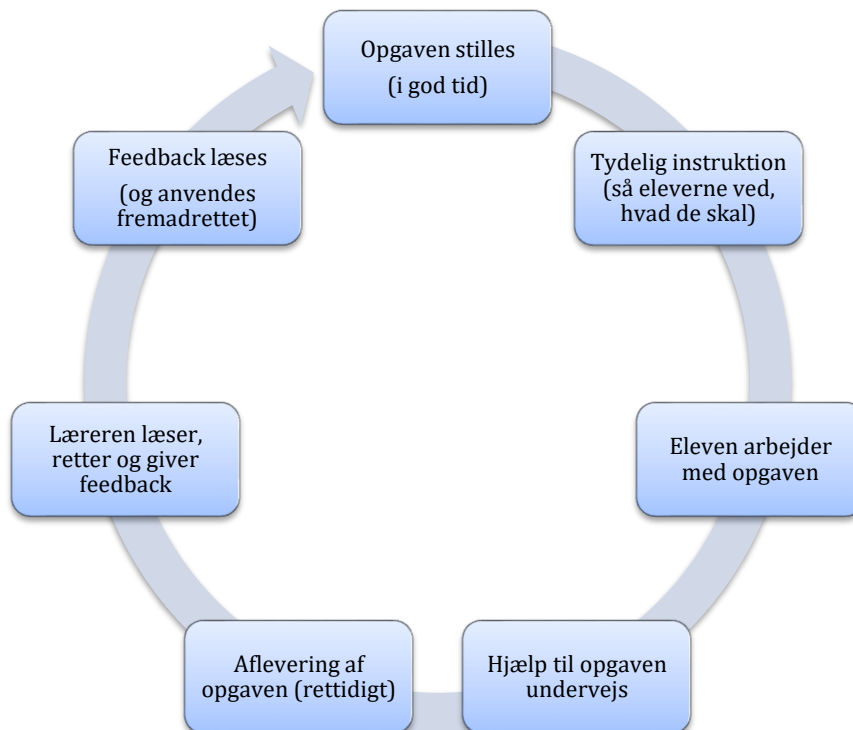 Opgaven stilles
(i god tid)
Tydelig instruktion
(så eleverne ved,
hvad de skal)
Eleven arbejder
med opgaven
Hjælp til opgaven
undervejs
Aflevering af
opgaven (rettidigt)
Læreren læser,
retter og giver
feedback
Feedback læses
(og anvendes
fremadrettet)